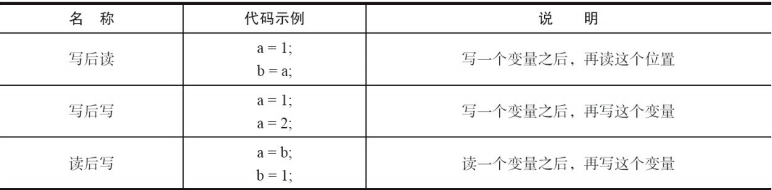 名 称 代码示例 说 明
写后读 a = 1; 写一个变量之后，再读这个位置
b = a;
写后写 a = 1; 写一个变量之后，再写这个变量
a = 2;
读后写 a = b; 读一个变量之后，再写这个变量
b = 1;